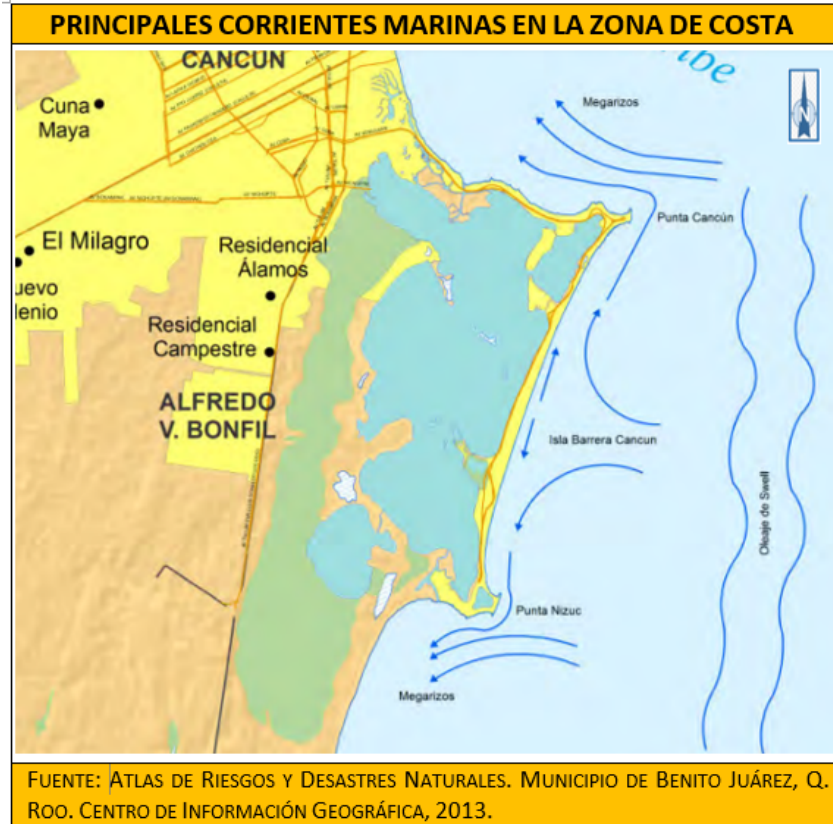 PRINCIPALES CORRIENTES MARINAS EN LA ZONA DE COSTA
CANCUN
Cuna
Maya
Megarizos
N
Punta Cancún
El Milagro
Residencial
Álamos
Residencial
Campestre
ALFREDO
V. BONFIL
Isla Barrera Cancun
Oleaje de Swell
Punta Nizuc
Megarizos
FUENTE: ATLAS DE RIESGOS Y DESASTRES NATURALES. MUNICIPIO DE BENITO JUÁREZ, Q.
ROO. CENTRO DE INFORMACIÓN GEOGRÁFICA, 2013.